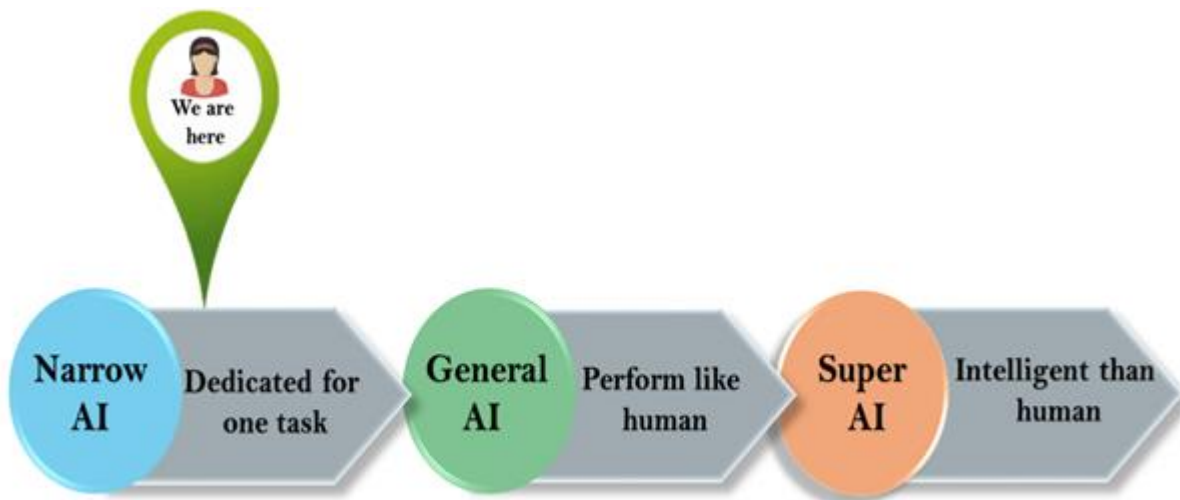 We are
here
Narrow
AI
Dedicated for
one task
General
AI
Perform like
human
Super
AI
Intelligent than
human